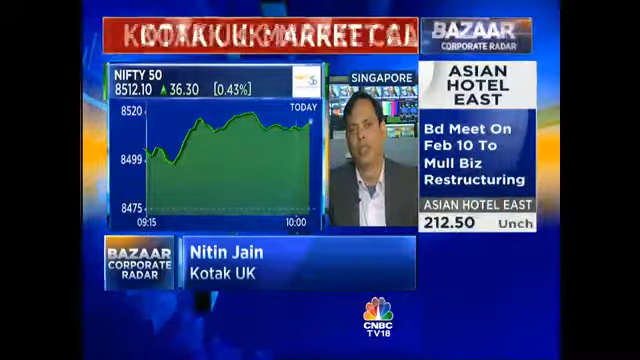 BAZAAR
CORPORATE RADAR
NIFTY 50
8512.10 ▲ 36.30 [0.43%]
TODAY
8520
8499
8475
09:15
10:00
SINGAPORE
ASIAN
HOTEL
EAST
Bd Meet On
Feb 10 To
Mull Biz
Restructuring
ASIAN HOTEL EAST
212.50 Unch
BAZAAR
CORPORATE
RADAR
Nitin Jain
Kotak UK
CNBC
TV18